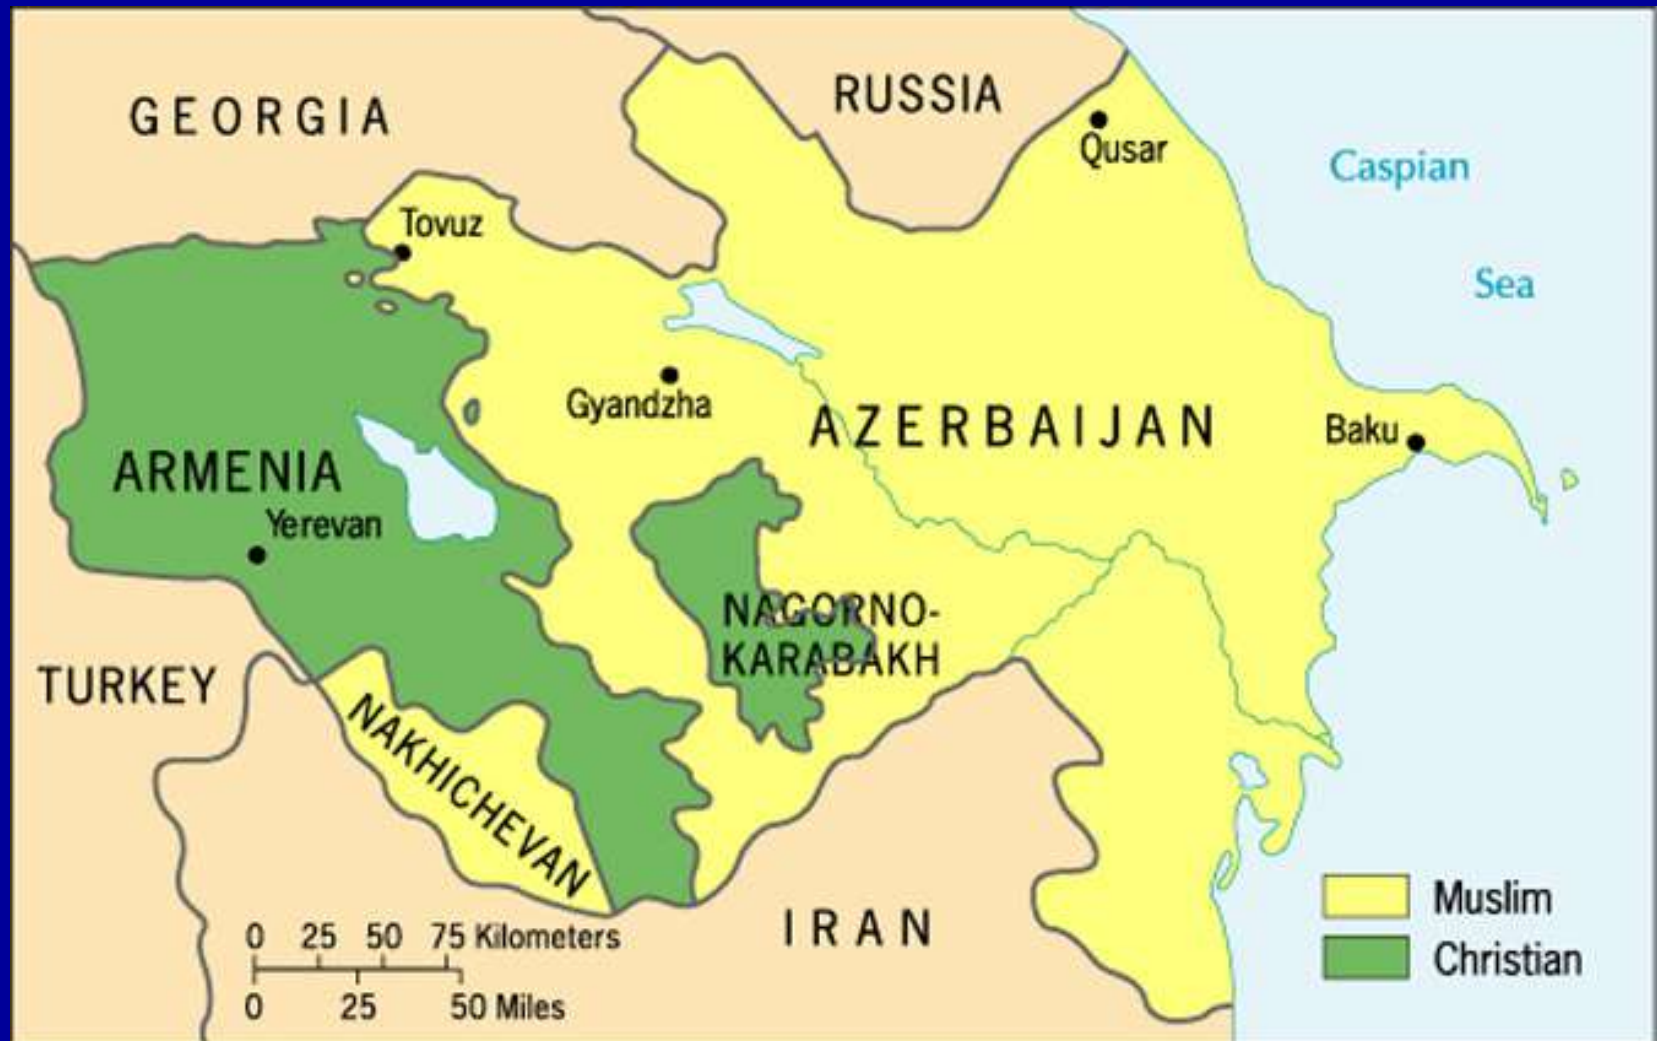 GEORGIA
RUSSIA
Qusar
Caspian
Sea
Tovuz
Gyandzha
AZERBAIJAN
Baku
ARMENIA
Yerevan
NAGORNO-
KARABAKH
TURKEY
NAKHICHEVAN
IRAN
Muslim
Christian
0 25 50 75 Kilometers
0 25 50 Miles